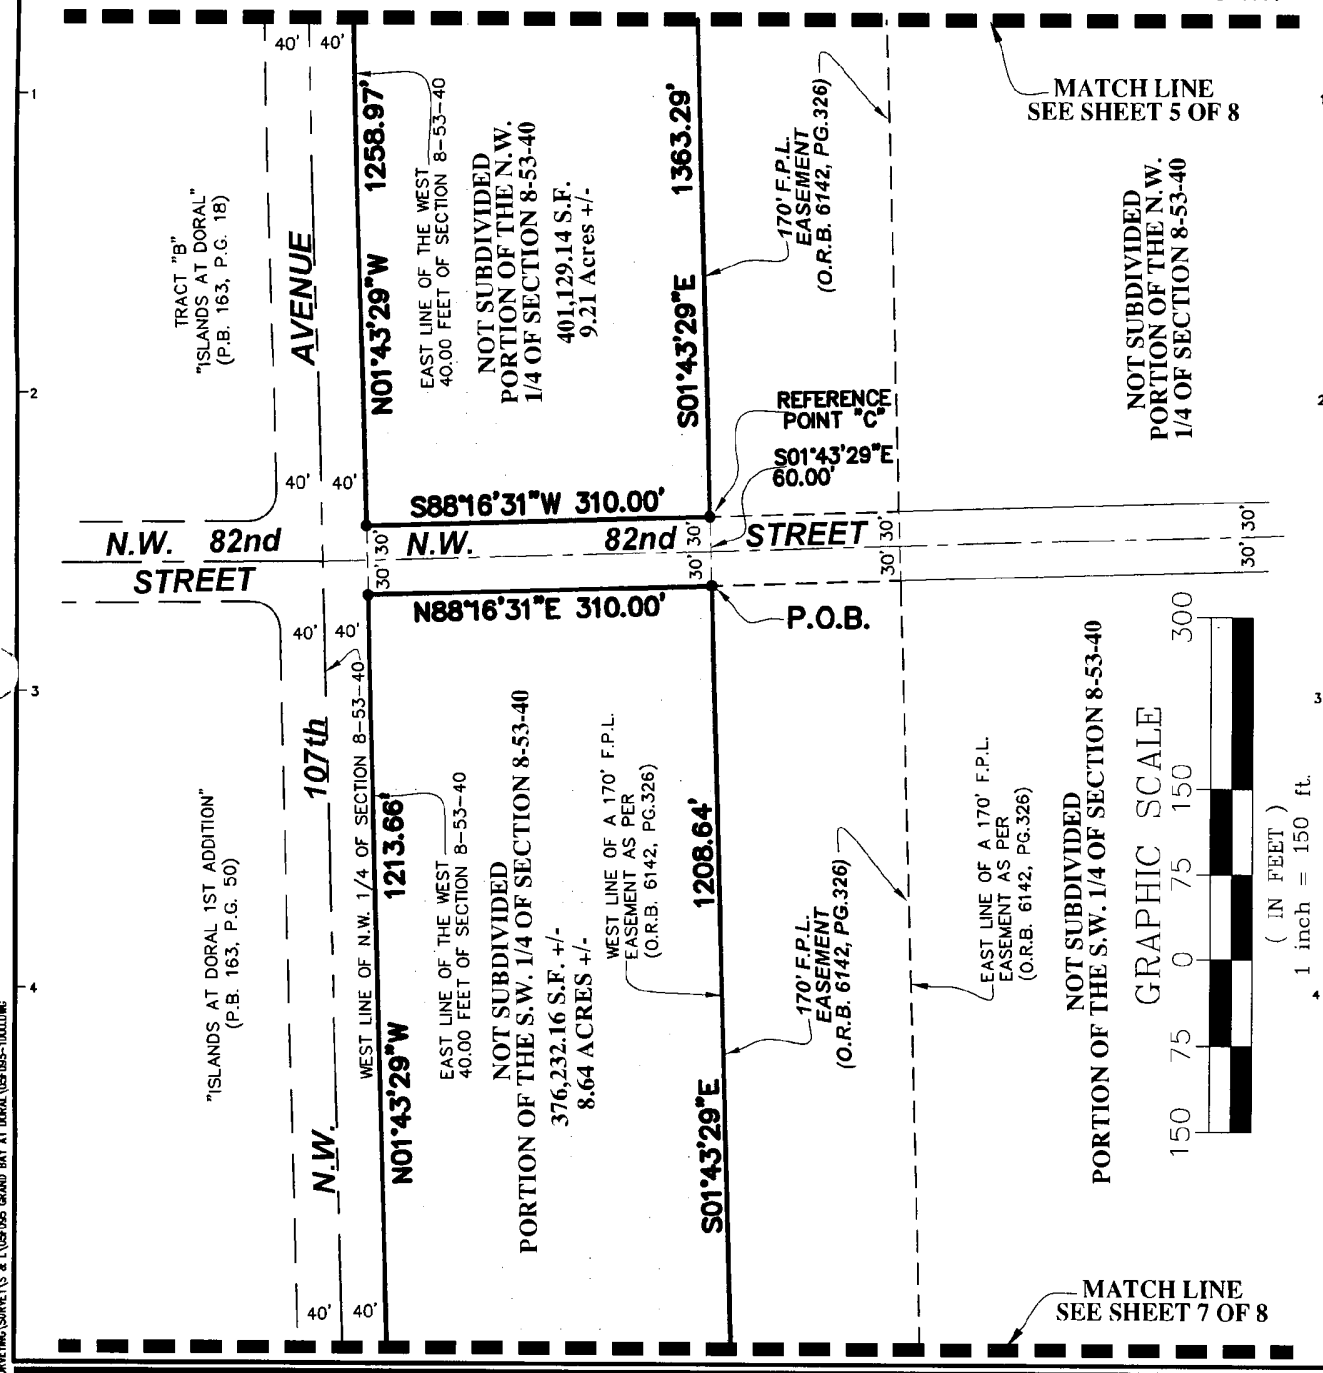 40' 40'
MATCH LINE
SEE SHEET 5 OF 8
1
2
3
4
1
2
3
4
TRACT "B"
"ISLANDS AT DORAL"
(P.B. 163, P.G. 18)
AVENUE
N01°43'29"W 1258.97'
EAST LINE OF THE WEST
40.00 FEET OF SECTION 8-53-40
NOT SUBDIVIDED
PORTION OF THE N.W.
1/4 OF SECTION 8-53-40
401,129.14 S.F.
9.21 Acres +/-
S01°43'29"E 1363.29'
170' F.P.L.
EASEMENT
(O.R.B. 6142, PG.326)
NOT SUBDIVIDED
PORTION OF THE N.W.
1/4 OF SECTION 8-53-40
REFERENCE
POINT "C"
S01°43'29"E
60.00'
40' 40'
S88°16'31"W 310.00'
N.W. 82nd
STREET
N.W. 82nd STREET
30' 30'
30' 30'
30' 30'
30' 30'
N88°16'31"E 310.00'
P.O.B.
40' 40'
107th
N.W.
WEST LINE OF N.W. 1/4 OF SECTION 8-53-40
"ISLANDS AT DORAL 1ST ADDITION"
(P.B. 163, P.G. 50)
N01°43'29"W 1213.66'
EAST LINE OF THE WEST
40.00 FEET OF SECTION 8-53-40
NOT SUBDIVIDED
PORTION OF THE S.W. 1/4 OF SECTION 8-53-40
376,232.16 S.F. +/-
8.64 ACRES +/-
WEST LINE OF A 170' F.P.L.
EASEMENT AS PER
(O.R.B. 6142, PG.326)
S01°43'29"E 1208.64'
170' F.P.L.
EASEMENT
(O.R.B. 6142, PG.326)
EAST LINE OF A 170' F.P.L.
EASEMENT AS PER
(O.R.B. 6142, PG.326)
NOT SUBDIVIDED
PORTION OF THE S.W. 1/4 OF SECTION 8-53-40
GRAPHIC SCALE
150 75 0 75 150 300
( IN FEET )
1 inch = 150 ft.
40' 40'
MATCH LINE
SEE SHEET 7 OF 8